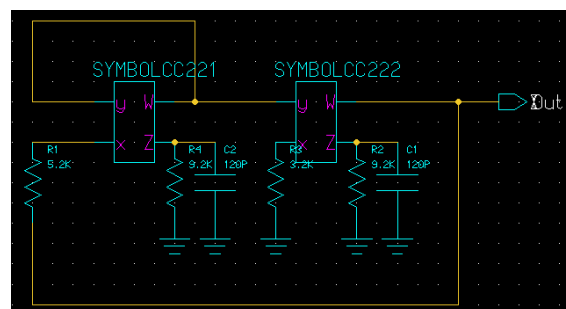 SYMBOLCC221 SYMBOLCC222
y W y W Out
x Z x Z
R1 R4 C2 R3 R2 C1
5.2K 9.2K 120P 3.2K 9.2K 120P